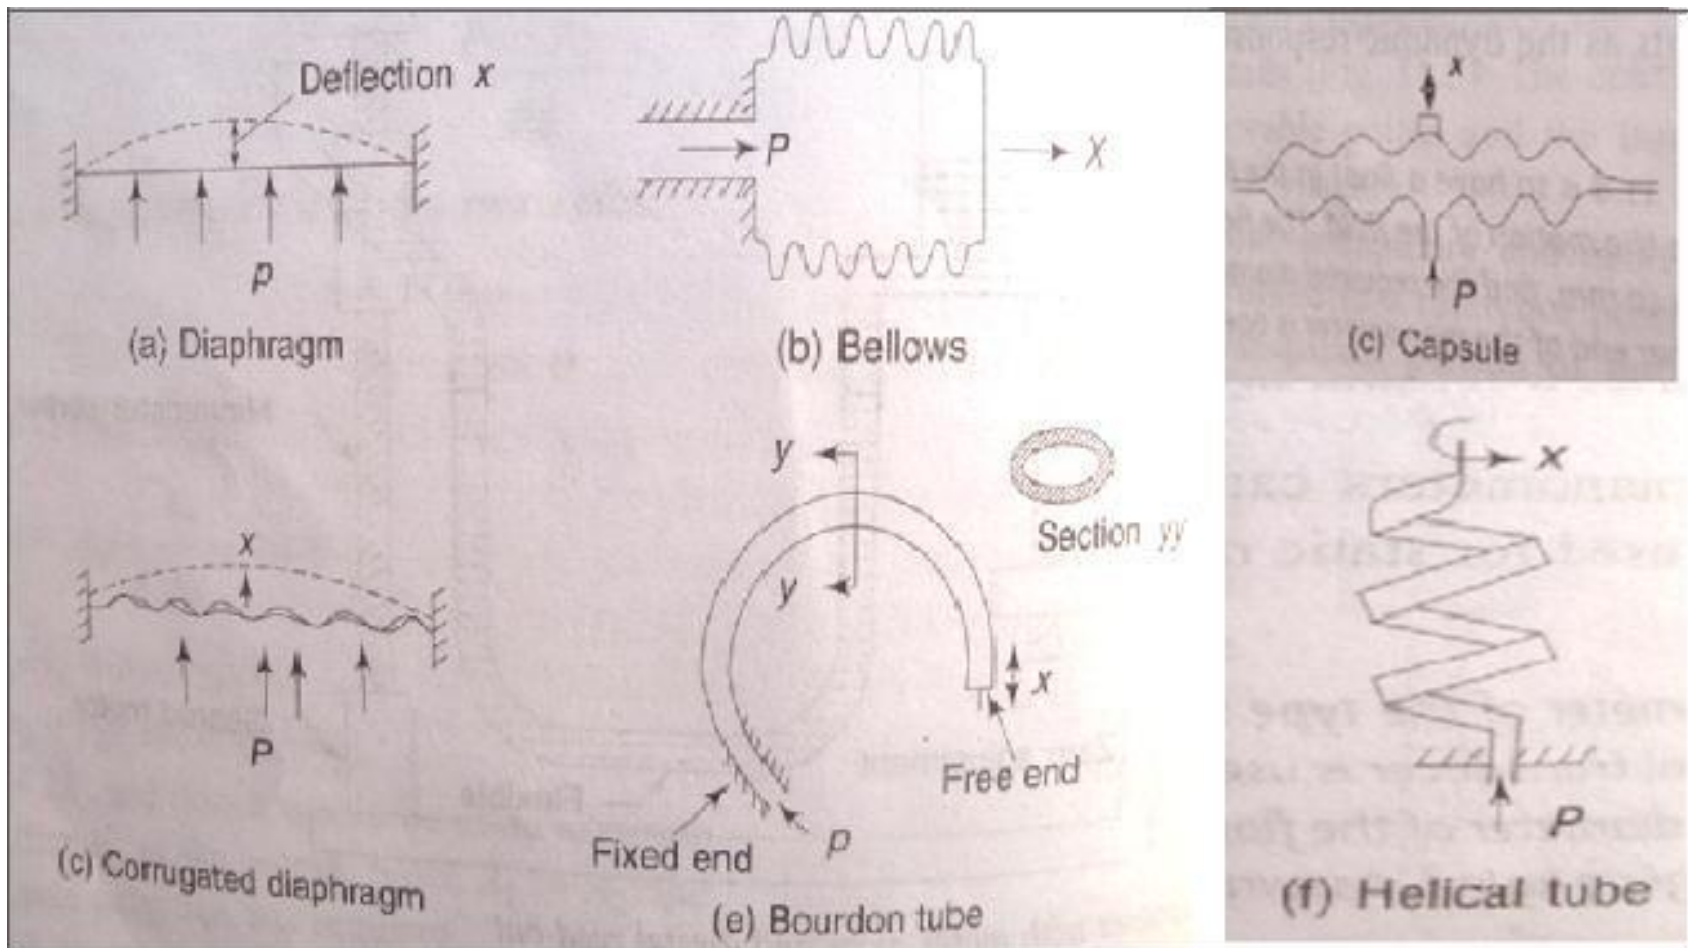 Deflection x
p
(a) Diaphragm
P
X
(b) Bellows
x
P
(c) Capsule
x
P
(c) Corrugated diaphragm
y
y
Section yy
x
Free end
Fixed end
p
(e) Bourdon tube
x
P
(f) Helical tube